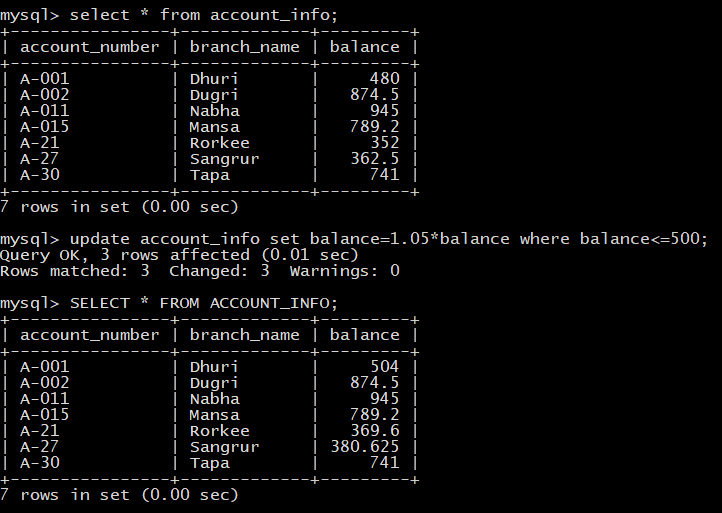 mysql> select * from account_info;
+----------------+-------------+---------+
| account_number | branch_name | balance |
+----------------+-------------+---------+
| A-001          | Dhuri       |     480 |
| A-002          | Dugri       |   874.5 |
| A-011          | Nabha       |     945 |
| A-015          | Mansa       |   789.2 |
| A-21           | Rorkee      |     352 |
| A-27           | Sangrur     |   362.5 |
| A-30           | Tapa        |     741 |
+----------------+-------------+---------+
7 rows in set (0.00 sec)

mysql> update account_info set balance=1.05*balance where balance<=500;
Query OK, 3 rows affected (0.01 sec)
Rows matched: 3  Changed: 3  Warnings: 0

mysql> SELECT * FROM ACCOUNT_INFO;
+----------------+-------------+---------+
| account_number | branch_name | balance |
+----------------+-------------+---------+
| A-001          | Dhuri       |     504 |
| A-002          | Dugri       |   874.5 |
| A-011          | Nabha       |     945 |
| A-015          | Mansa       |   789.2 |
| A-21           | Rorkee      |   369.6 |
| A-27           | Sangrur     | 380.625 |
| A-30           | Tapa        |     741 |
+----------------+-------------+---------+
7 rows in set (0.00 sec)